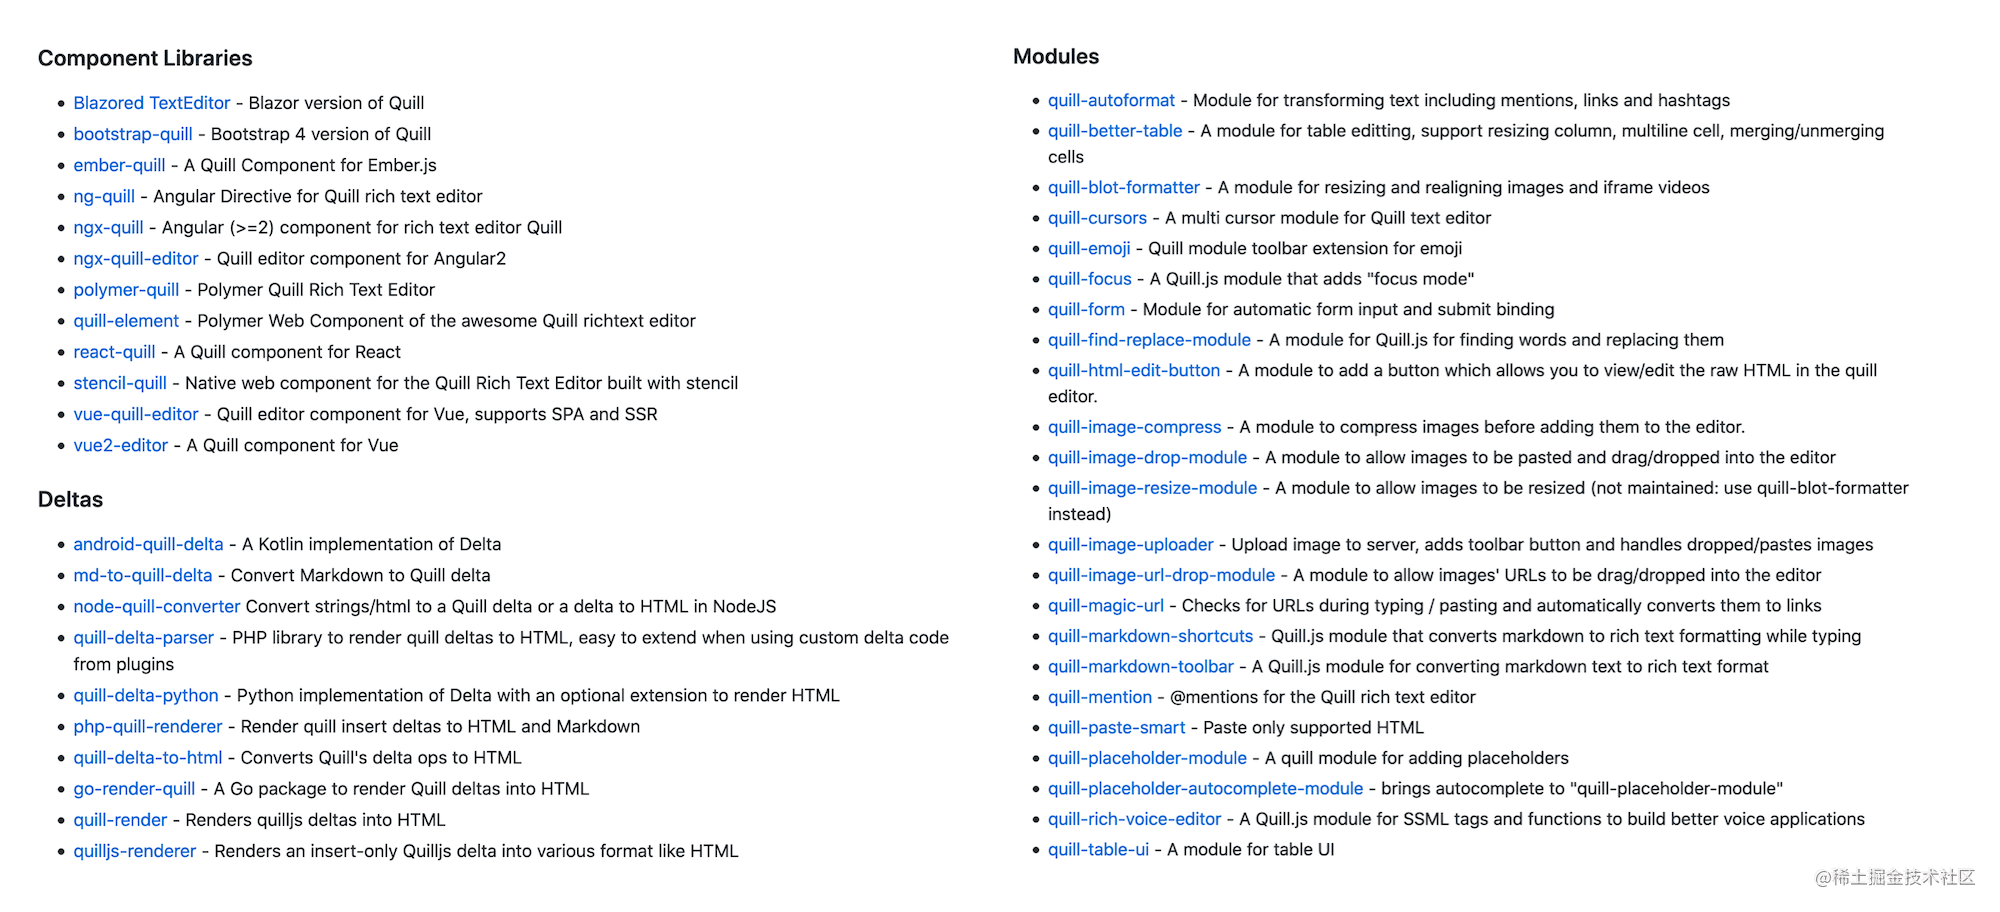 Component Libraries
Blazored TextEditor - Blazor version of Quill
bootstrap-quill - Bootstrap 4 version of Quill
ember-quill - A Quill Component for Ember.js
ng-quill - Angular Directive for Quill rich text editor
ngx-quill - Angular (>=2) component for rich text editor Quill
ngx-quill-editor - Quill editor component for Angular2
polymer-quill - Polymer Quill Rich Text Editor
quill-element - Polymer Web Component of the awesome Quill richtext editor
react-quill - A Quill component for React
stencil-quill - Native web component for the Quill Rich Text Editor built with stencil
vue-quill-editor - Quill editor component for Vue, supports SPA and SSR
vue2-editor - A Quill component for Vue
Deltas
android-quill-delta - A Kotlin implementation of Delta
md-to-quill-delta - Convert Markdown to Quill delta
node-quill-converter Convert strings/html to a Quill delta or a delta to HTML in NodeJS
quill-delta-parser - PHP library to render quill deltas to HTML, easy to extend when using custom delta code
from plugins
quill-delta-python - Python implementation of Delta with an optional extension to render HTML
php-quill-renderer - Render quill insert deltas to HTML and Markdown
quill-delta-to-html - Converts Quill's delta ops to HTML
go-render-quill - A Go package to render Quill deltas into HTML
quill-render - Renders quilljs deltas into HTML
quilljs-renderer - Renders an insert-only Quilljs delta into various format like HTML
Modules
quill-autoformat - Module for transforming text including mentions, links and hashtags
quill-better-table - A module for table editting, support resizing column, multiline cell, merging/unmerging
cells
quill-blot-formatter - A module for resizing and realigning images and iframe videos
quill-cursors - A multi cursor module for Quill text editor
quill-emoji - Quill module toolbar extension for emoji
quill-focus - A Quill.js module that adds "focus mode"
quill-form - Module for automatic form input and submit binding
quill-find-replace-module - A module for Quill.js for finding words and replacing them
quill-html-edit-button - A module to add a button which allows you to view/edit the raw HTML in the quill
editor.
quill-image-compress - A module to compress images before adding them to the editor.
quill-image-drop-module - A module to allow images to be pasted and drag/dropped into the editor
quill-image-resize-module - A module to allow images to be resized (not maintained: use quill-blot-formatter
instead)
quill-image-uploader - Upload image to server, adds toolbar button and handles dropped/pastes images
quill-image-url-drop-module - A module to allow images' URLs to be drag/dropped into the editor
quill-magic-url - Checks for URLs during typing / pasting and automatically converts them to links
quill-markdown-shortcuts - Quill.js module that converts markdown to rich text formatting while typing
quill-markdown-toolbar - A Quill.js module for converting markdown text to rich text format
quill-mention - @mentions for the Quill rich text editor
quill-paste-smart - Paste only supported HTML
quill-placeholder-module - A quill module for adding placeholders
quill-placeholder-autocomplete-module - brings autocomplete to "quill-placeholder-module"
quill-rich-voice-editor - A Quill.js module for SSML tags and functions to build better voice applications
quill-table-ui - A module for table UI
@稀土掘金技术社区